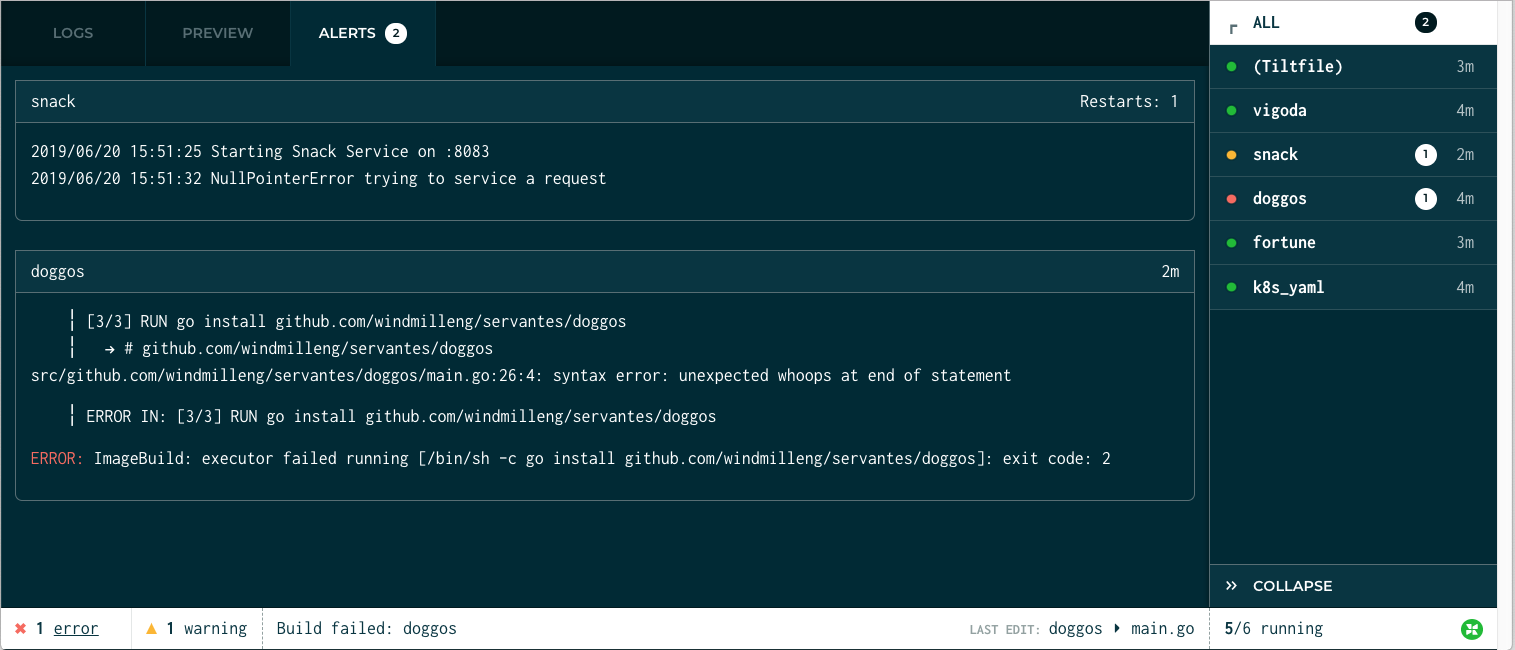 LOGS PREVIEW ALERTS 2
snack Restarts: 1
2019/06/20 15:51:25 Starting Snack Service on :8083
2019/06/20 15:51:32 NullPointerError trying to service a request
doggos 2m
[3/3] RUN go install github.com/windmilleng/servantes/doggos
→ # github.com/windmilleng/servantes/doggos
src/github.com/windmilleng/servantes/doggos/main.go:26:4: syntax error: unexpected whoops at end of statement
ERROR IN: [3/3] RUN go install github.com/windmilleng/servantes/doggos
ERROR: ImageBuild: executor failed running [/bin/sh -c go install github.com/windmilleng/servantes/doggos]: exit code: 2
ALL 2
(Tiltfile) 3m
vigoda 4m
snack 1 2m
doggos 1 4m
fortune 3m
k8s_yaml 4m
COLLAPSE
1 error 1 warning Build failed: doggos LAST EDIT: doggos ▸ main.go 5/6 running